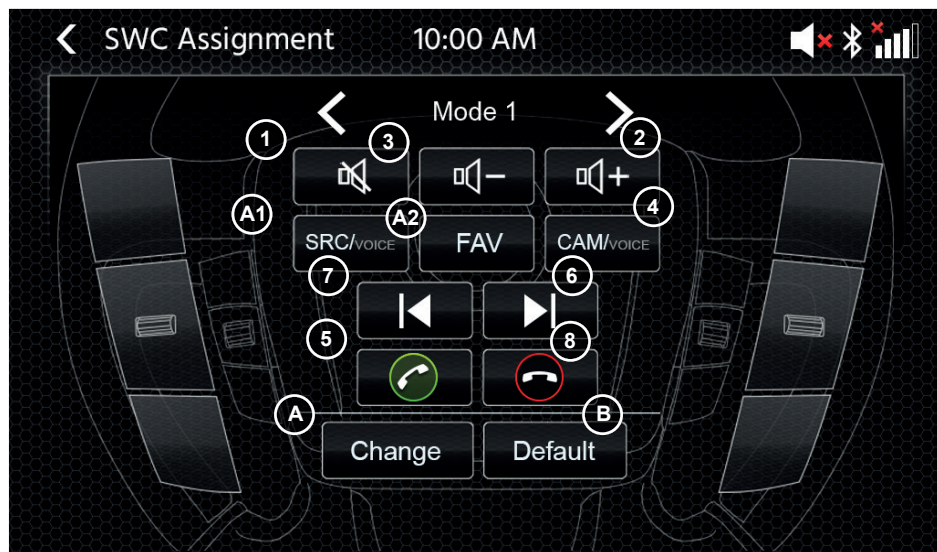 SWC Assignment 10:00 AM
Mode 1
1 3 2
A1 A2 4
SRC/VOICE FAV CAM/VOICE
7 6
5 8
A B
Change Default